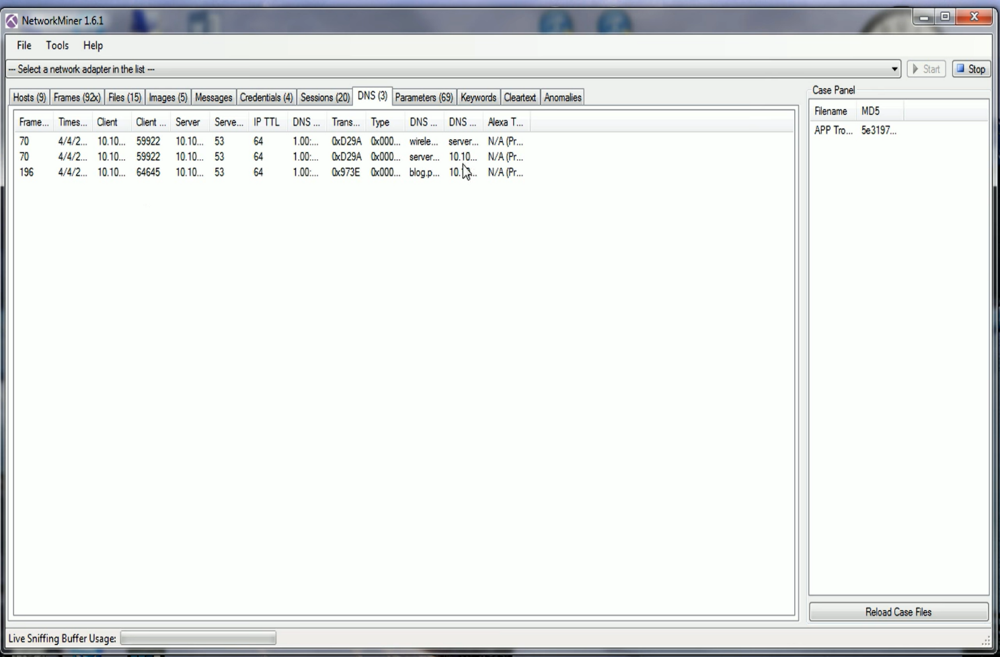 NetworkMiner 1.6.1
File Tools Help
--- Select a network adapter in the list ---
Start Stop
Hosts (9) Frames (92x) Files (15) Images (5) Messages Credentials (4) Sessions (20) DNS (3) Parameters (69) Keywords Cleartext Anomalies
Case Panel
Frame... Times... Client Client ... Server Serve... IP TTL DNS ... Trans... Type DNS ... DNS ... Alexa T...
Filename MD5
70 4/4/2... 10.10... 59922 10.10... 53 64 1.00:... 0xD29A 0x000... wirele... server... N/A (Pr...
APP Tro... 5e3197...
70 4/4/2... 10.10... 59922 10.10... 53 64 1.00:... 0xD29A 0x000... server... 10.10... N/A (Pr...
196 4/4/2... 10.10... 64645 10.10... 53 64 1.00:... 0x973E 0x000... blog.p... N/A (Pr...
Reload Case Files
Live Sniffing Buffer Usage: